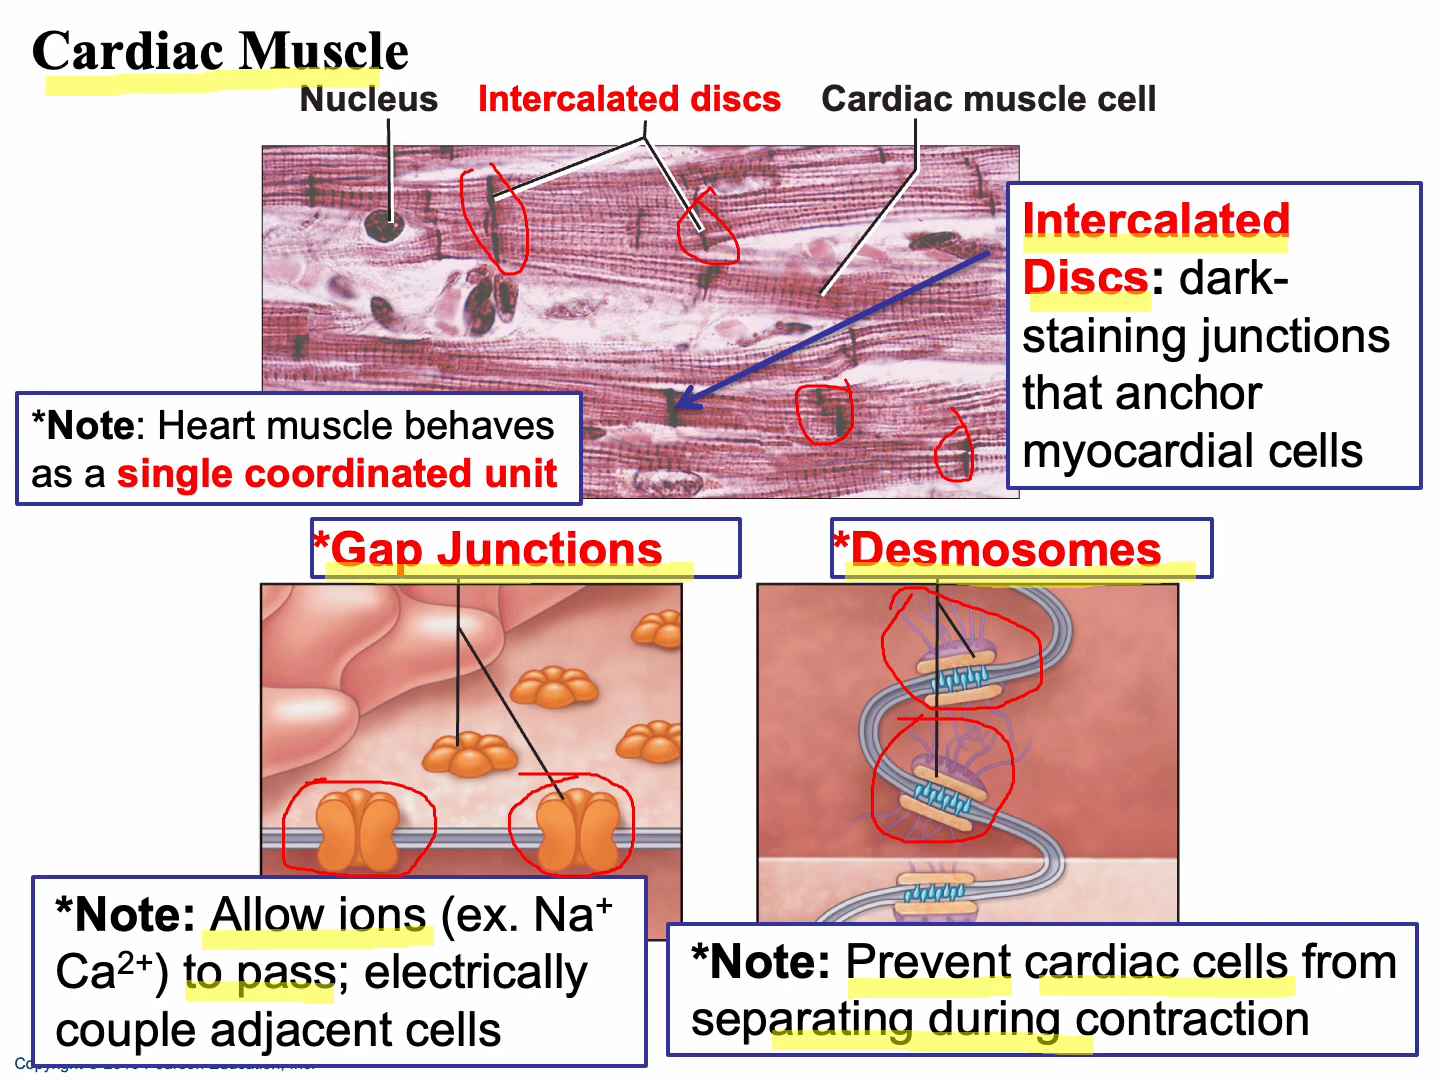 Cardiac Muscle
Nucleus Intercalated discs Cardiac muscle cell
Intercalated
Discs: dark-
staining junctions
that anchor
myocardial cells
*Note: Heart muscle behaves
as a single coordinated unit
*Gap Junctions
*Desmosomes
*Note: Allow ions (ex. Na⁺
Ca²⁺) to pass; electrically
couple adjacent cells
*Note: Prevent cardiac cells from
separating during contraction